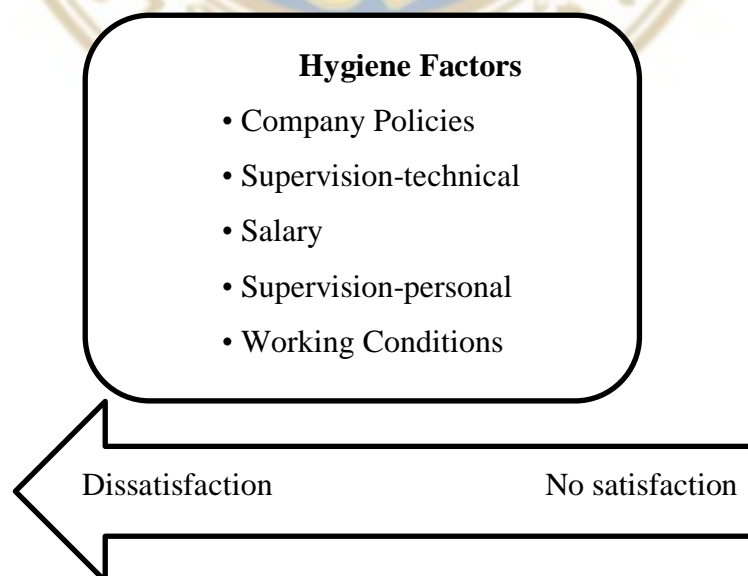 Hygiene Factors
• Company Policies
• Supervision-technical
• Salary
• Supervision-personal
• Working Conditions
Dissatisfaction No satisfaction